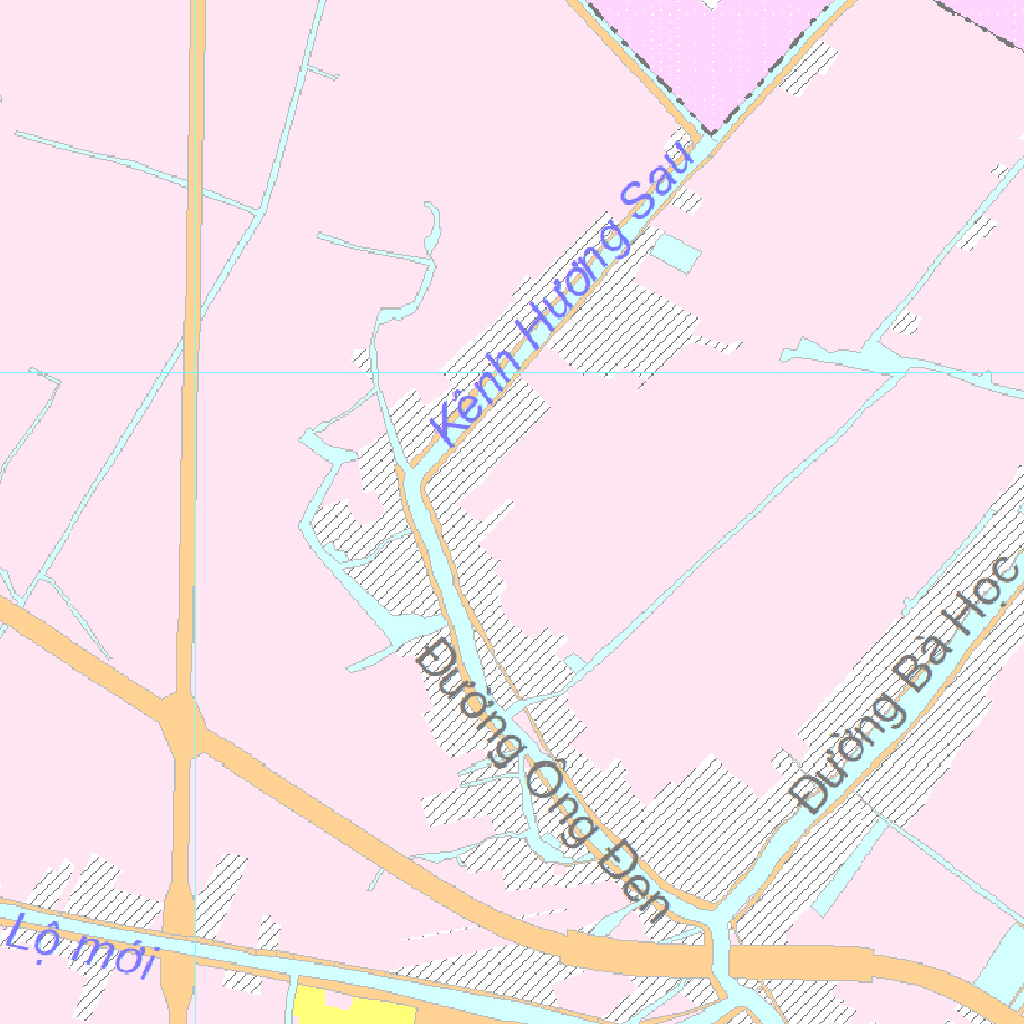 Kênh Hương Sau
Đường Ông Đen
Đường Bà Học
Lộ mới